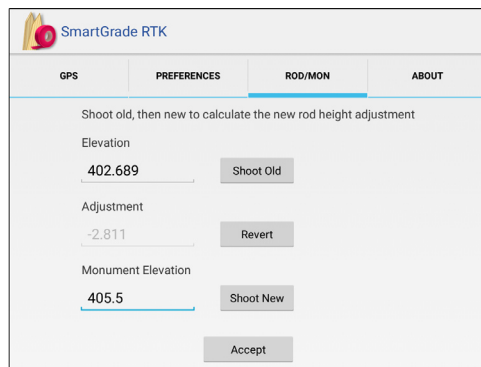 SmartGrade RTK
GPS PREFERENCES ROD/MON ABOUT
Shoot old, then new to calculate the new rod height adjustment
Elevation
402.689 Shoot Old
Adjustment
-2.811 Revert
Monument Elevation
405.5 Shoot New
Accept